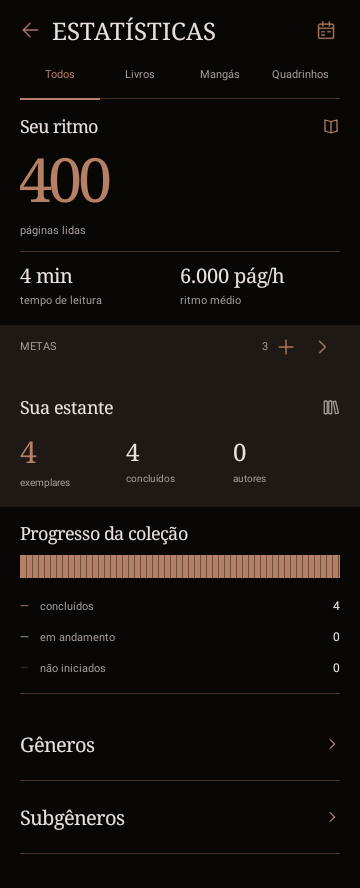 ESTATÍSTICAS
Todos Livros Mangás Quadrinhos
Seu ritmo
400
páginas lidas
4 min 6.000 pág/h
tempo de leitura ritmo médio
METAS 3
Sua estante
4 4 0
exemplares concluídos autores
Progresso da coleção
concluídos 4
em andamento 0
não iniciados 0
Gêneros
Subgêneros